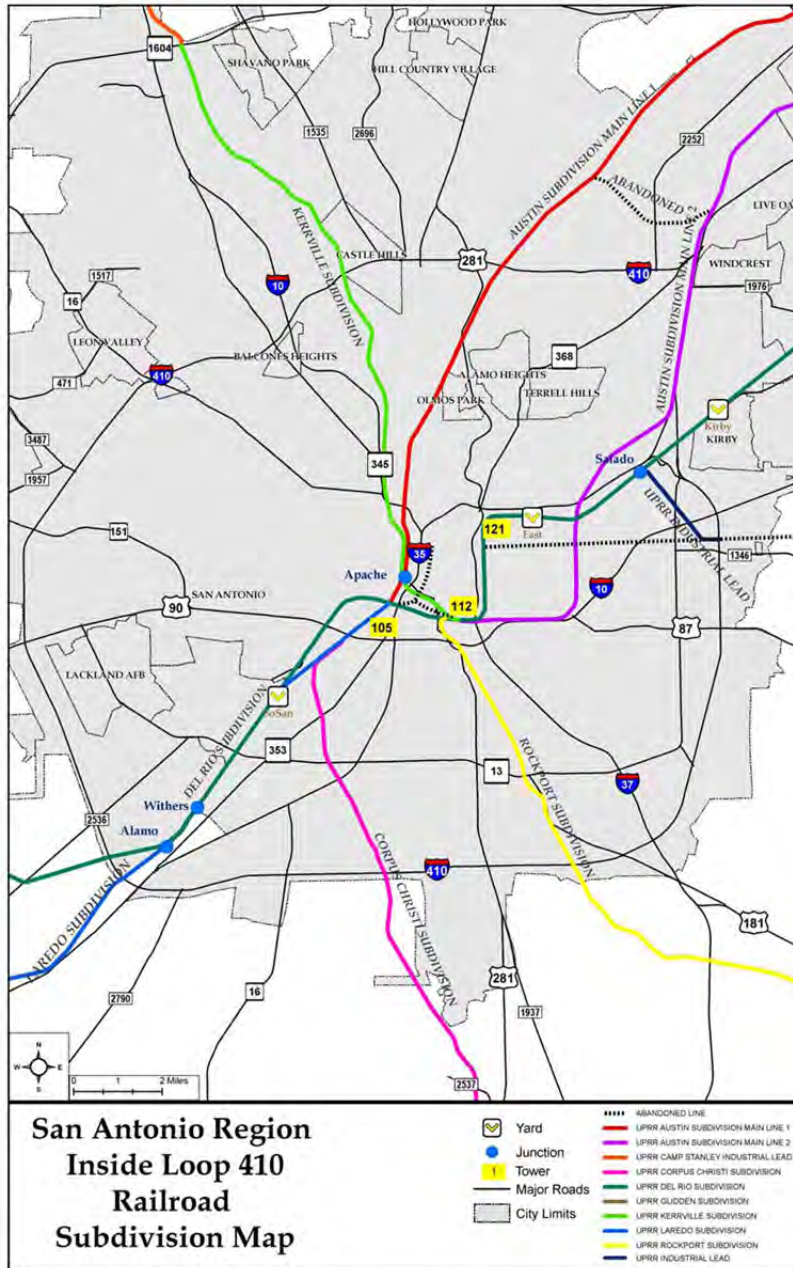 HOLLYWOOD PARK
1604
SHAVANO PARK
HILL COUNTRY VILLAGE
1535
2696
2252
AUSTIN SUBDIVISION MAIN LINE 1
ABANDONED
LIVE OA
KERRVILLE SUBDIVISION
CASTLE HILLS
281
WINDCREST
410
1517
10
1976
16
LEON VALLEY
BALCONES HEIGHTS
368
410
471
ALAMO HEIGHTS
OLMOS PARK
TERRELL HILLS
AUSTIN SUBDIVISION MAIN LINE 2
Kirby
KIRBY
3487
345
Salado
1957
151
121
East
UPRR INDUSTRIAL LEAD
35
1346
Apache
SAN ANTONIO
90
112
10
105
87
LACKLAND AFB
SoSan
DEL RIO SUBDIVISION
353
13
ROCKPORT SUBDIVISION
37
Withers
2536
Alamo
CORPUS CHRISTI SUBDIVISION
410
LAREDO SUBDIVISION
181
281
2790
16
1937
N
W E
S
0 1 2 Miles
2537
San Antonio Region
Inside Loop 410
Railroad
Subdivision Map
Yard
Junction
1 Tower
Major Roads
City Limits
ABANDONED LINE
UPRR AUSTIN SUBDIVISION MAIN LINE 1
UPRR AUSTIN SUBDIVISION MAIN LINE 2
UPRR CAMP STANLEY INDUSTRIAL LEAD
UPRR CORPUS CHRISTI SUBDIVISION
UPRR DEL RIO SUBDIVISION
UPRR GLIDDEN SUBDIVISION
UPRR KERRVILLE SUBDIVISION
UPRR LAREDO SUBDIVISION
UPRR ROCKPORT SUBDIVISION
UPRR INDUSTRIAL LEAD